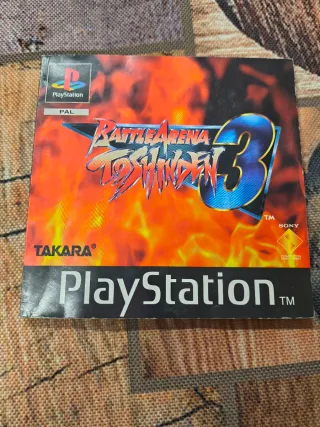 PlayStation
PAL
BATTLE ARENA
TOSHINDEN 3
TM
SONY
TAKARA®
PlayStation TM